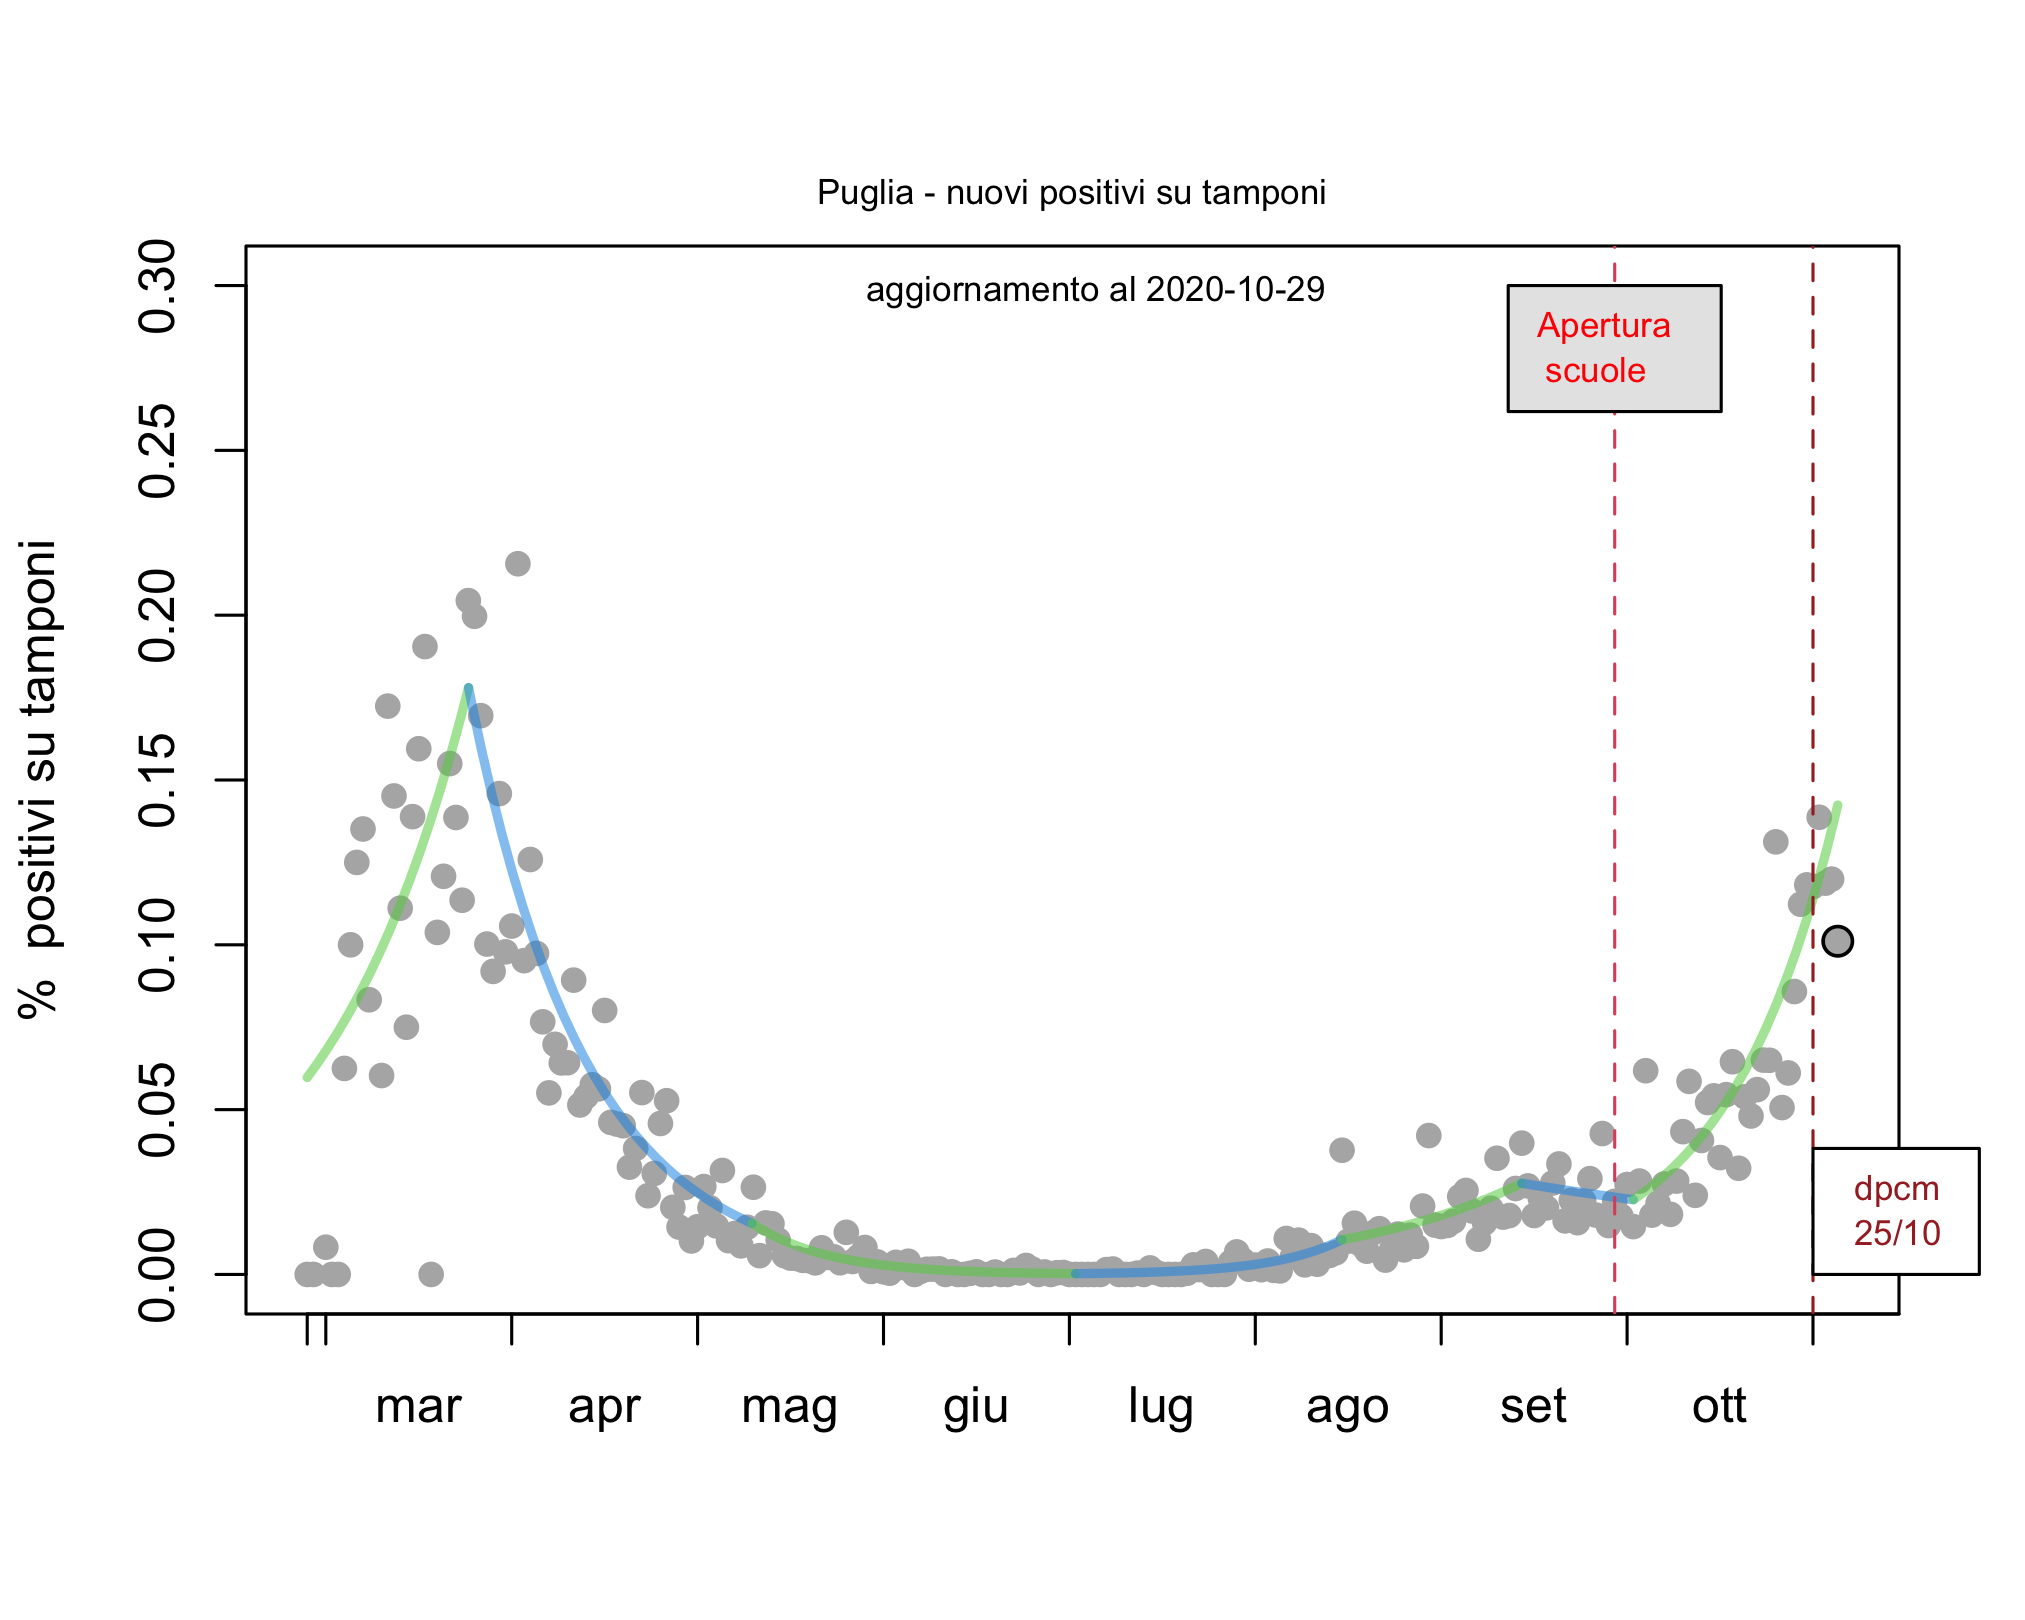 Puglia - nuovi positivi su tamponi
aggiornamento al 2020-10-29
Apertura
scuole
% positivi su tamponi
0.30
0.25
0.20
0.15
0.10
0.05
0.00
dpcm
25/10
mar apr mag giu lug ago set ott